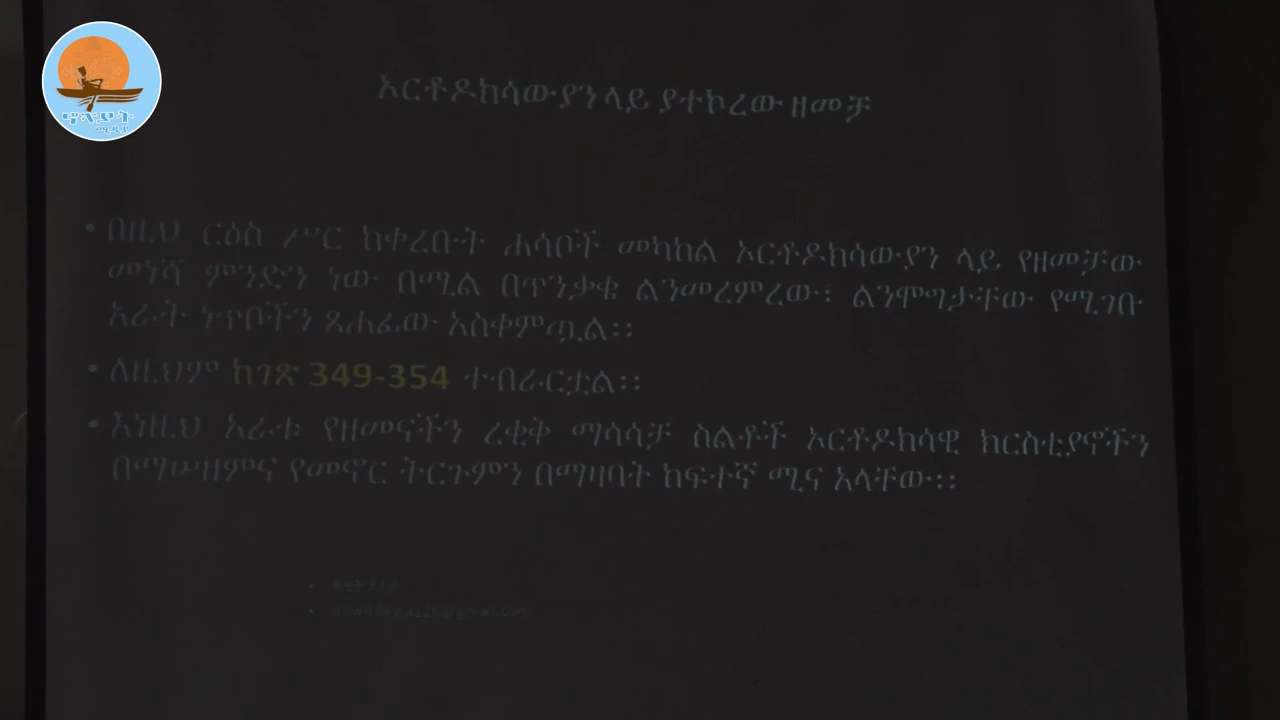 ኦርቶዶክሳውያን ላይ ያተኮረው ዘመቻ
• በዚህ ርዕስ ሥር ከቀረቡት ሐሳቦች መካከል ኦርቶዶክሳውያን ላይ የዘመቻው
መነሻ ምንድን ነው በሚል በጥንቃቄ ልንመረምረው፣ ልንሞግታቸው የሚገቡ
አራት ነጥቦችን ጸሐፊው አስቀምጧል፡፡
• ለዚህም ከገጽ 349-354 ተብራርቷል፡፡
• እነዚህ አራቱ የዘመናችን ረቂቅ ማሳሳቻ ስልቶች ኦርቶዶክሳዊ ክርስቲያኖችን
በማሠዘምና የመኖር ትርጉምን በማዛባት ከፍተኛ ሚና አላቸው፡፡
ሚዲያ